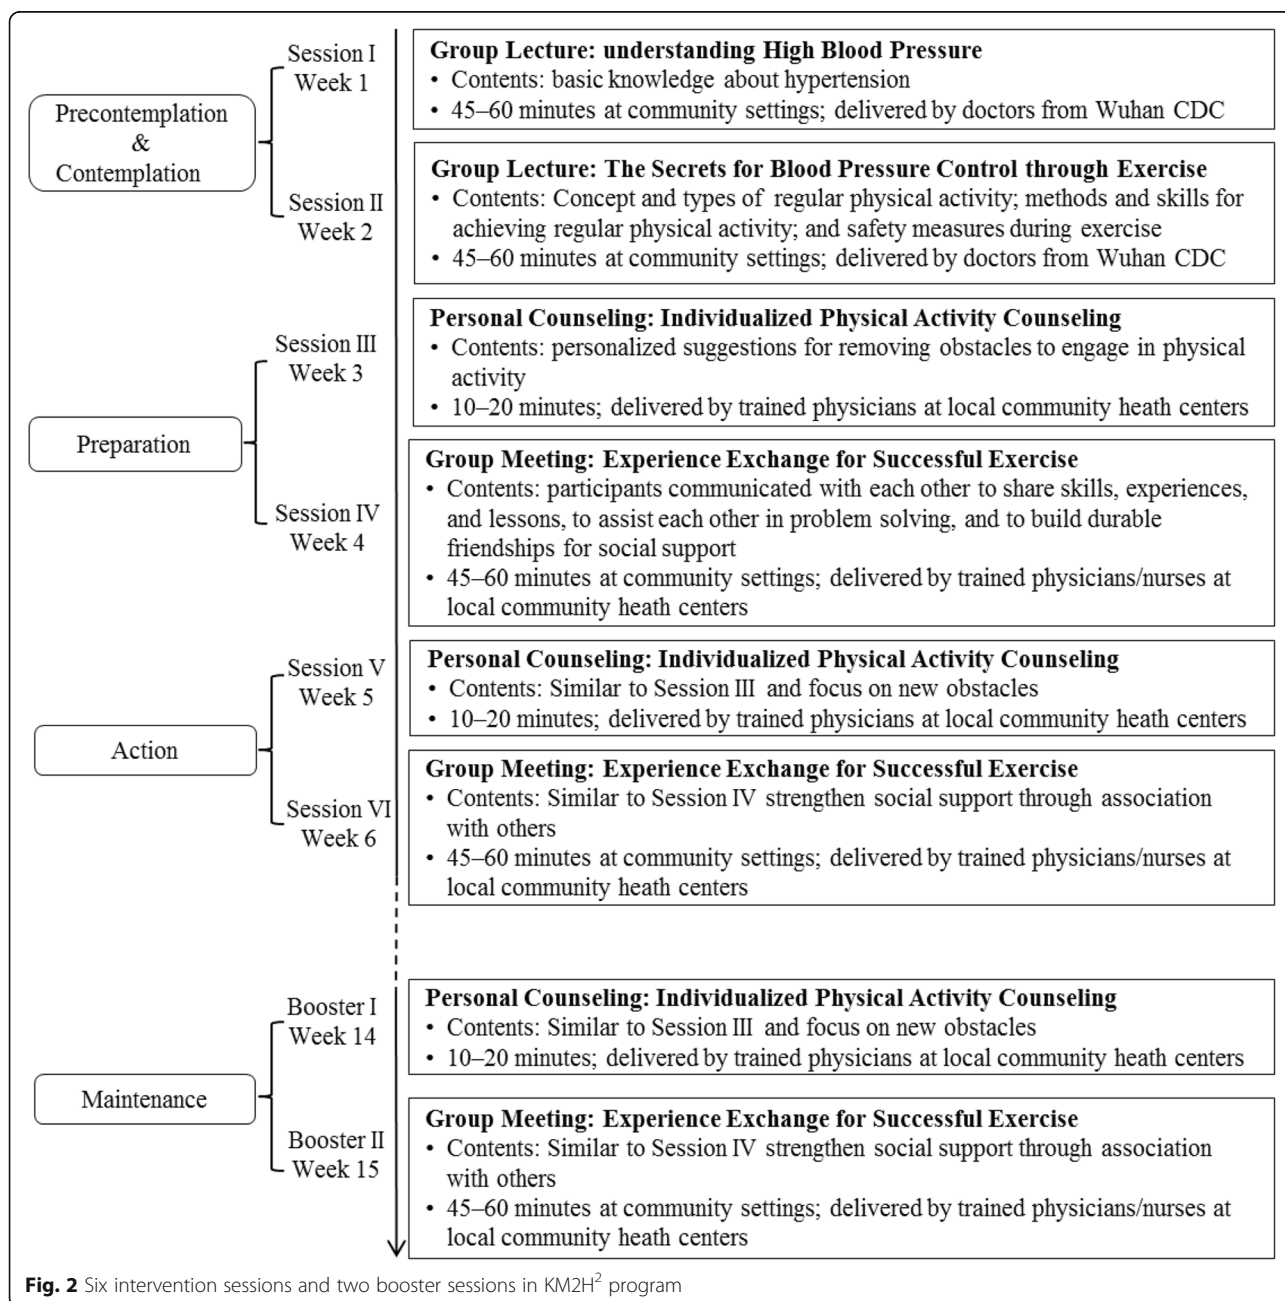 Precontemplation
&
Contemplation
Session I
Week 1
Group Lecture: understanding High Blood Pressure
• Contents: basic knowledge about hypertension
• 45–60 minutes at community settings; delivered by doctors from Wuhan CDC
Session II
Week 2
Group Lecture: The Secrets for Blood Pressure Control through Exercise
• Contents: Concept and types of regular physical activity; methods and skills for
achieving regular physical activity; and safety measures during exercise
• 45–60 minutes at community settings; delivered by doctors from Wuhan CDC
Preparation
Session III
Week 3
Personal Counseling: Individualized Physical Activity Counseling
• Contents: personalized suggestions for removing obstacles to engage in physical
activity
• 10–20 minutes; delivered by trained physicians at local community heath centers
Session IV
Week 4
Group Meeting: Experience Exchange for Successful Exercise
• Contents: participants communicated with each other to share skills, experiences,
and lessons, to assist each other in problem solving, and to build durable
friendships for social support
• 45–60 minutes at community settings; delivered by trained physicians/nurses at
local community heath centers
Action
Session V
Week 5
Personal Counseling: Individualized Physical Activity Counseling
• Contents: Similar to Session III and focus on new obstacles
• 10–20 minutes; delivered by trained physicians at local community heath centers
Session VI
Week 6
Group Meeting: Experience Exchange for Successful Exercise
• Contents: Similar to Session IV strengthen social support through association
with others
• 45–60 minutes at community settings; delivered by trained physicians/nurses at
local community heath centers
Maintenance
Booster I
Week 14
Personal Counseling: Individualized Physical Activity Counseling
• Contents: Similar to Session III and focus on new obstacles
• 10–20 minutes; delivered by trained physicians at local community heath centers
Booster II
Week 15
Group Meeting: Experience Exchange for Successful Exercise
• Contents: Similar to Session IV strengthen social support through association
with others
• 45–60 minutes at community settings; delivered by trained physicians/nurses at
local community heath centers
Fig. 2 Six intervention sessions and two booster sessions in KM2H² program